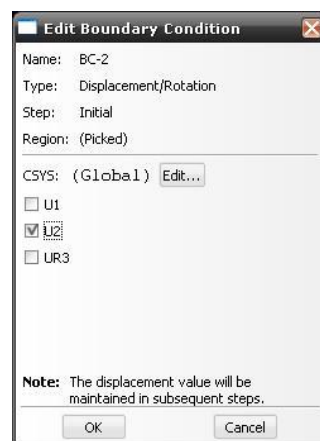 Edit Boundary Condition
Name: BC-2
Type: Displacement/Rotation
Step: Initial
Region: (Picked)
CSYS: (Global) Edit...
U1
U2
UR3
Note: The displacement value will be
maintained in subsequent steps.
OK Cancel